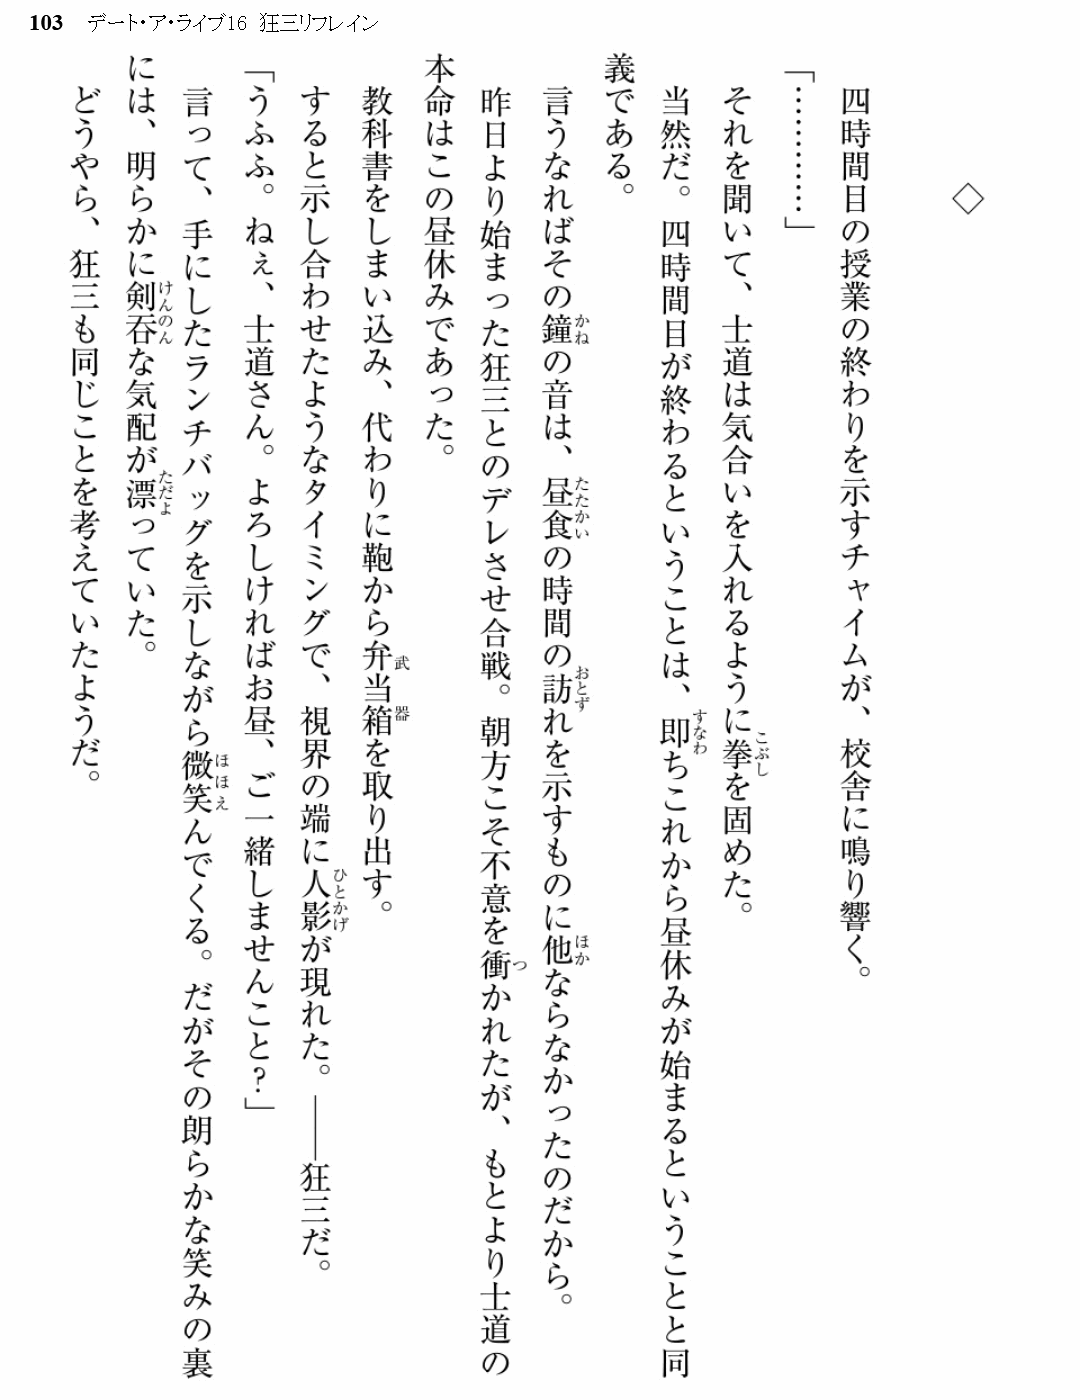 103 デート・ア・ライブ16 狂三リフレイン
◇
四時間目の授業の終わりを示すチャイムが、校舎に鳴り響く。
「…………」
それを聞いて、士道は気合いを入れるように拳を固めた。
当然だ。四時間目が終わるということは、即ちこれから昼休みが始まるということと同
義である。
言うなればその鐘の音は、昼食の時間の訪れを示すものに他ならなかったのだから。
昨日より始まった狂三とのデレさせ合戦。朝方こそ不意を衝かれたが、もとより士道の
本命はこの昼休みであった。
教科書をしまい込み、代わりに鞄から弁当箱を取り出す。
すると示し合わせたようなタイミングで、視界の端に人影が現れた。――狂三だ。
「うふふ。ねぇ、士道さん。よろしければお昼、ご一緒しませんこと？」
言って、手にしたランチバッグを示しながら微笑んでくる。だがその朗らかな笑みの裏
には、明らかに剣呑な気配が漂っていた。
どうやら、狂三も同じことを考えていたようだ。